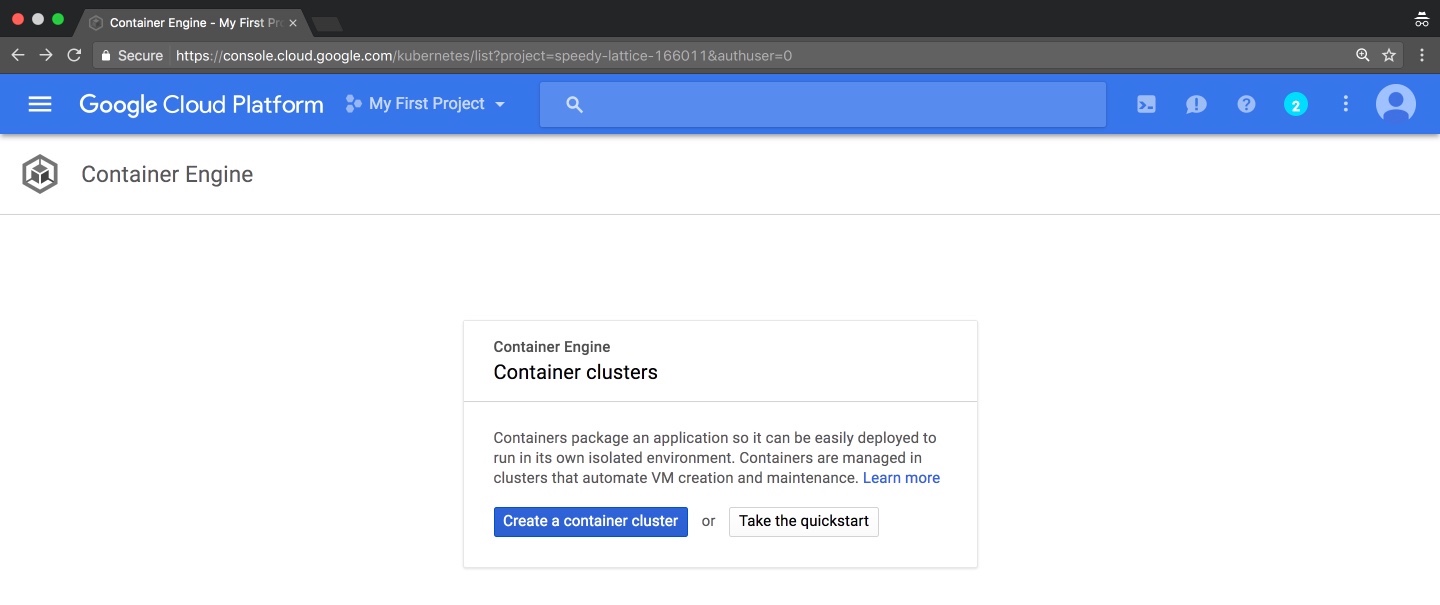 Container Engine - My First Pro
Secure https://console.cloud.google.com/kubernetes/list?project=speedy-lattice-166011&authuser=0
Google Cloud Platform My First Project 2
Container Engine
Container Engine
Container clusters
Containers package an application so it can be easily deployed to
run in its own isolated environment. Containers are managed in
clusters that automate VM creation and maintenance. Learn more
Create a container cluster or Take the quickstart